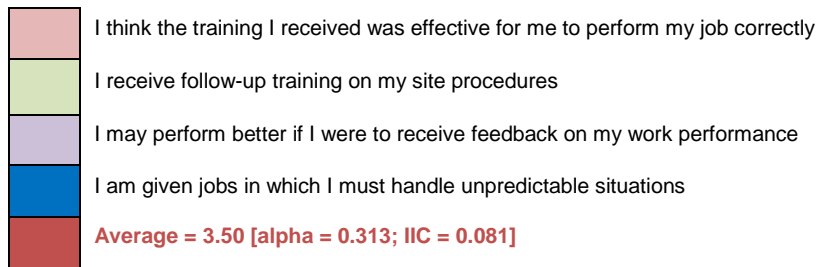 I think the training I received was effective for me to perform my job correctly
I receive follow-up training on my site procedures
I may perform better if I were to receive feedback on my work performance
I am given jobs in which I must handle unpredictable situations
Average = 3.50 [alpha = 0.313; IIC = 0.081]